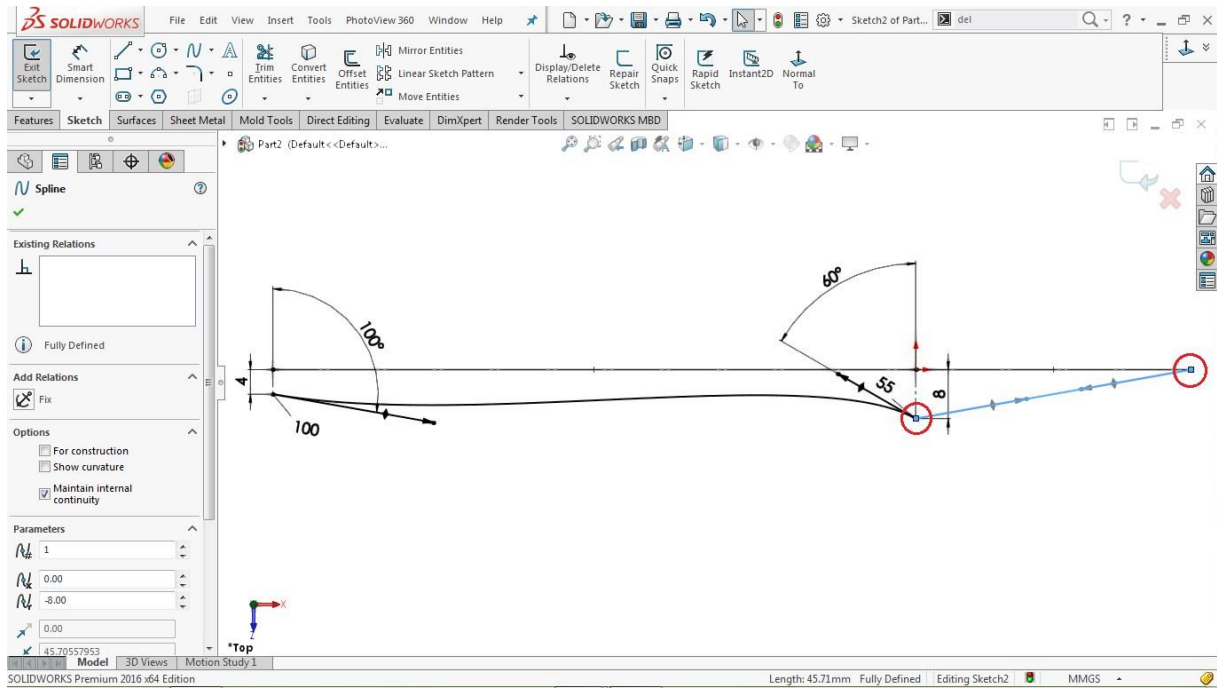 SOLIDWORKS File Edit View Insert Tools PhotoView 360 Window Help Sketch2 of Part... del ?
Exit Sketch
Smart Dimension
Trim Entities
Convert Entities
Offset Entities
Mirror Entities
Linear Sketch Pattern
Move Entities
Display/Delete Relations
Repair Sketch
Quick Snaps
Rapid Sketch
Instant2D
Normal To
Features Sketch Surfaces Sheet Metal Mold Tools Direct Editing Evaluate DimXpert Render Tools SOLIDWORKS MBD
Part2 (Default<<Default>...
Spline
Existing Relations
Fully Defined
Add Relations
Fix
Options
For construction
Show curvature
Maintain internal continuity
Parameters
1
0.00
-8.00
0.00
45.70557953
100°
60°
4
55
8
100
X
Z
*Top
Model 3D Views Motion Study 1
SOLIDWORKS Premium 2016 x64 Edition Length: 45.71mm Fully Defined Editing Sketch2 MMGS